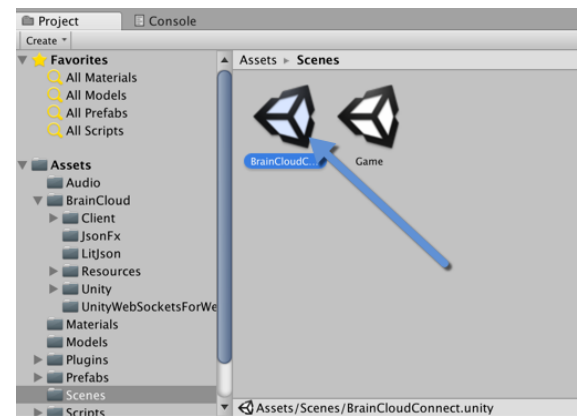 Project Console
Create
Favorites
All Materials
All Models
All Prefabs
All Scripts
Assets
Audio
BrainCloud
Client
JsonFx
LitJson
Resources
Unity
UnityWebSocketsForWe
Materials
Models
Plugins
Prefabs
Scenes
Scripts
Assets ▸ Scenes
BrainCloudC...
Game
Assets/Scenes/BrainCloudConnect.unity